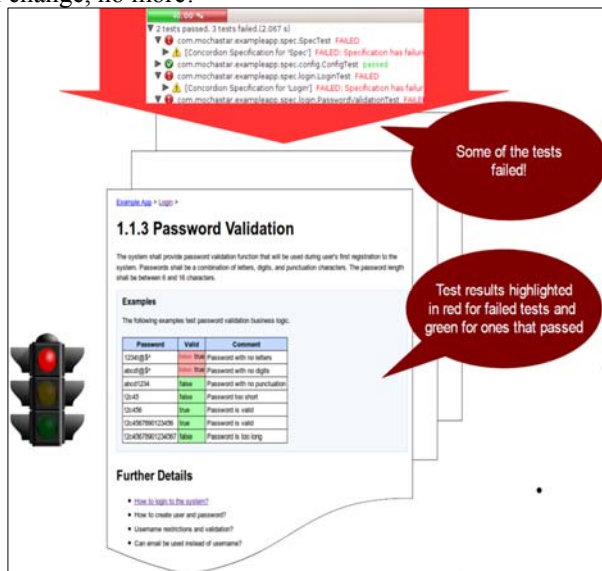 change, no more.
40.00 %
2 tests passed, 3 tests failed.(2.067 s)
com.mochastar.exampleapp.spec.SpecTest FAILED
[Concordion Specification for 'Spec'] FAILED: Specification has failur
com.mochastar.exampleapp.spec.config.ConfigTest passed
com.mochastar.exampleapp.spec.login.LoginTest FAILED
[Concordion Specification for 'Login'] FAILED: Specification has failu
com.mochastar.exampleapp.spec.login.PasswordValidationTest FAILE
Some of the tests
failed!
Example App > Login >
1.1.3 Password Validation
The system shall provide password validation function that will be used during user's first registration to the
system. Passwords shall be a combination of letters, digits, and punctuation characters. The password length
shall be between 6 and 16 characters.
Test results highlighted
in red for failed tests and
green for ones that passed
Examples
The following examples test password validation business logic.
Password Valid Comment
false true Password with no letters
false true Password with no digits
abcd1234 false Password with no punctuation
12c45 false Password too short
12c456 true Password is valid
12c4567890123456 true Password is valid
12c45678901234567 false Password is too long
Further Details
How to login to the system?
How to create user and password?
Username restrictions and validation?
Can email be used instead of username?